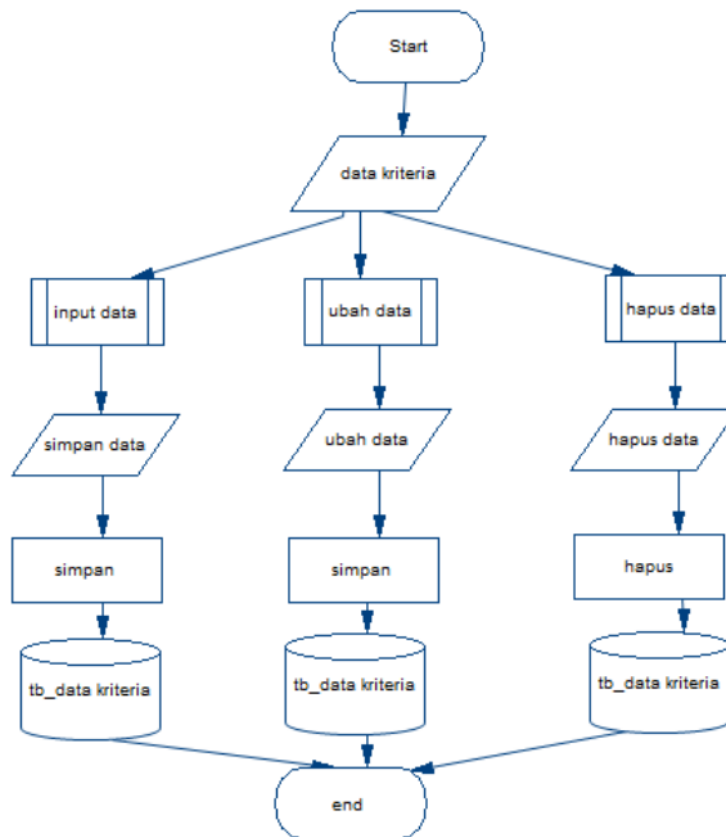 Start
data kriteria
input data
ubah data
hapus data
simpan data
ubah data
hapus data
simpan
simpan
hapus
tb_data kriteria
tb_data kriteria
tb_data kriteria
end